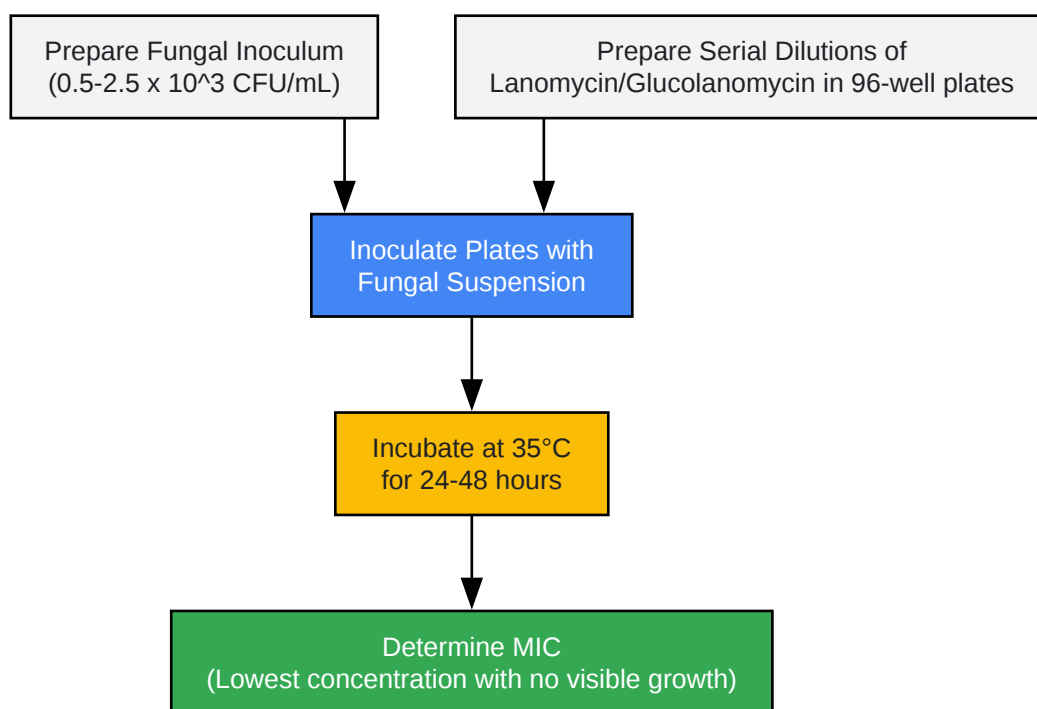 Prepare Fungal Inoculum
(0.5-2.5 x 10^3 CFU/mL)
Prepare Serial Dilutions of
Lanomycin/Glucolanomycin in 96-well plates
Inoculate Plates with
Fungal Suspension
Incubate at 35°C
for 24-48 hours
Determine MIC
(Lowest concentration with no visible growth)